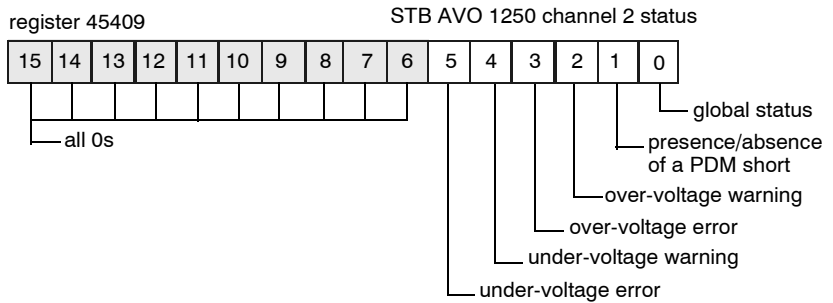 register 45409
STB AVO 1250 channel 2 status
15 14 13 12 11 10 9 8 7 6 5 4 3 2 1 0
all 0s
global status
presence/absence
of a PDM short
over-voltage warning
over-voltage error
under-voltage warning
under-voltage error